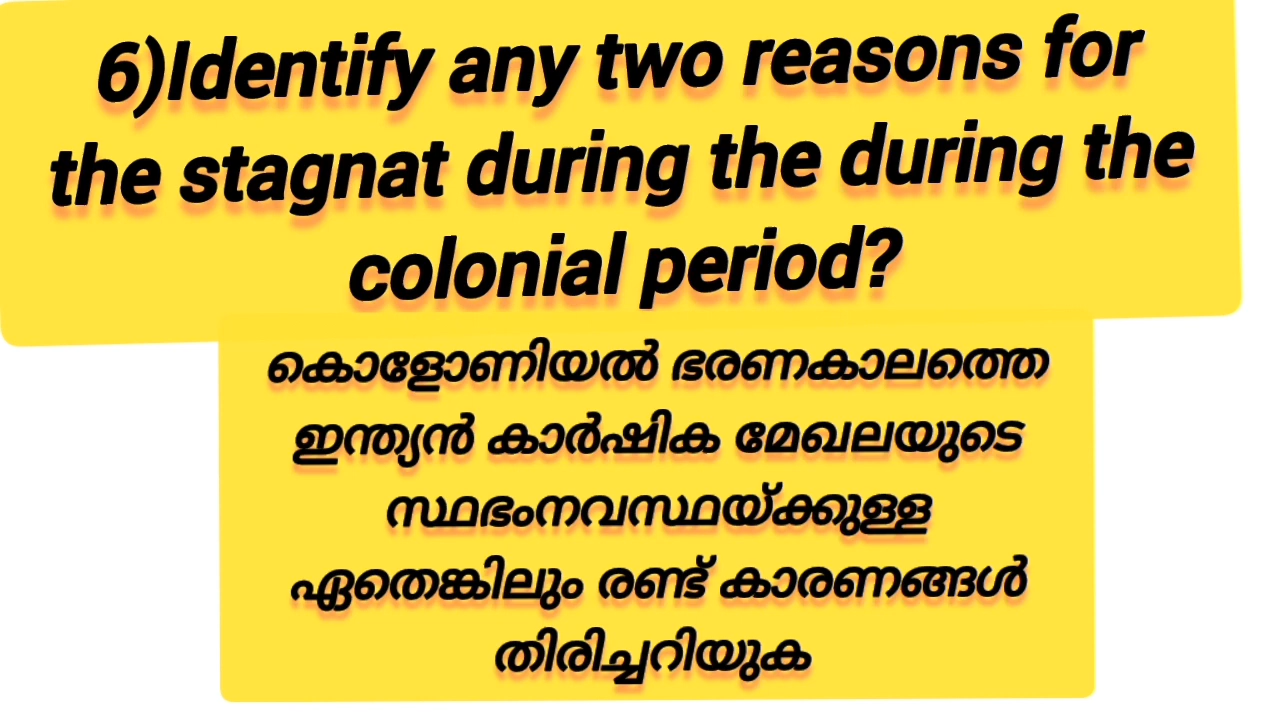 6)Identify any two reasons for
the stagnat during the during the
colonial period?
കൊളോണിയൽ ഭരണകാലത്തെ
ഇന്ത്യൻ കാർഷിക മേഖലയുടെ
സ്ഥഭംനവസ്ഥയ്ക്കുള്ള
ഏതെങ്കിലും രണ്ട് കാരണങ്ങൾ
തിരിച്ചറിയുക